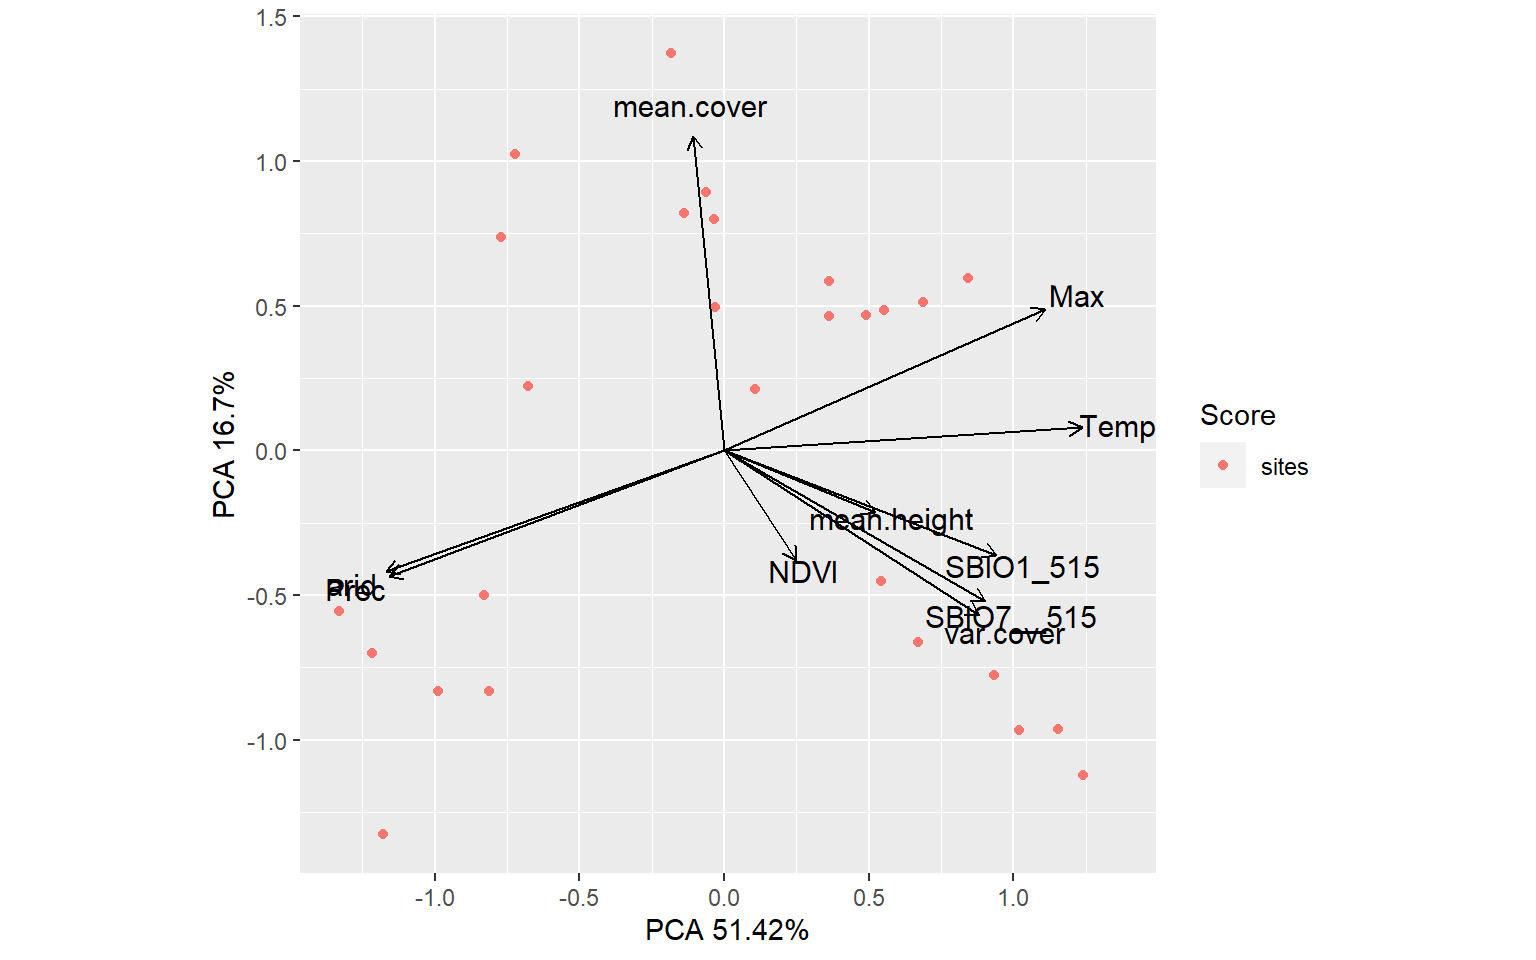 1.5
mean.cover
1.0
Max
0.5
Temp
0.0
mean.height
SBIO1_515
NDVI
arid
Prec
-0.5
SBIO7__515
var.cover
-1.0
-1.0
-0.5
0.0
0.5
1.0
PCA 51.42%
PCA 16.7%
Score
sites